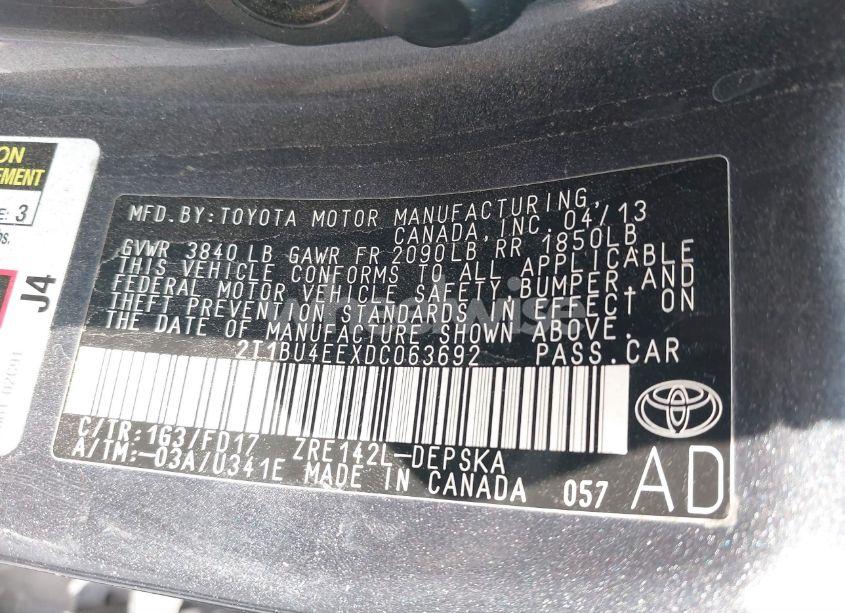 ON
EMENT
E: 3
J4
MFD.BY:TOYOTA MOTOR MANUFACTURING,
CANADA,INC. 04/13
GVWR 3840LB GAWR FR 2090LB RR 1850LB
THIS VEHICLE CONFORMS TO ALL APPLICABLE
FEDERAL MOTOR VEHICLE SAFETY,BUMPER,AND
THEFT PREVENTION STANDARDS IN EFFECT ON
THE DATE OF MANUFACTURE SHOWN ABOVE.
2T1BU4EEXDC063692 PASS.CAR
C/TR:1G3/FD17 ZRE142L-DEPSKA
A/TM:-03A/U341E MADE IN CANADA 057 AD